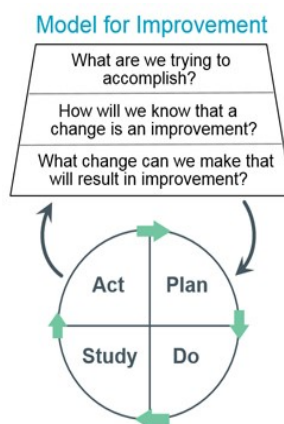 Model for Improvement
What are we trying to
accomplish?
How will we know that a
change is an improvement?
What change can we make that
will result in improvement?
Act
Plan
Study
Do